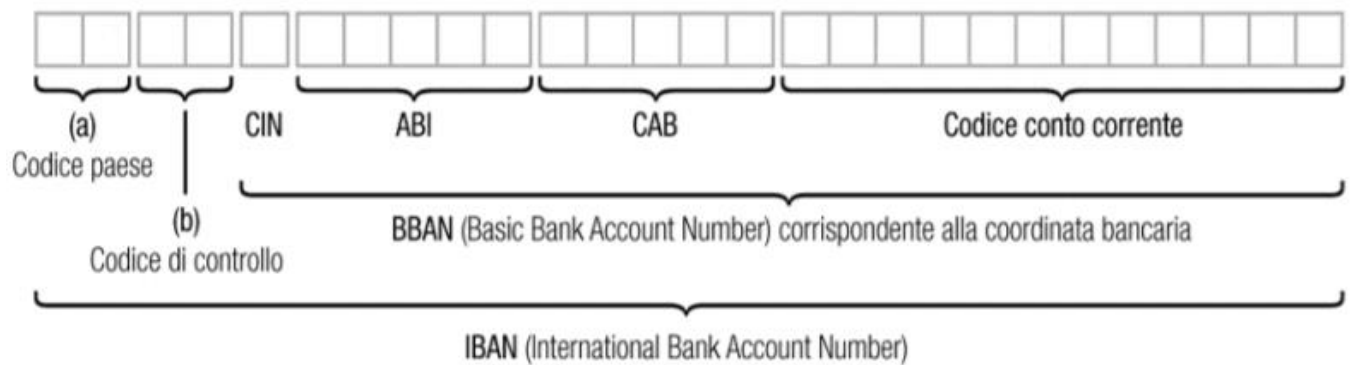 (a)
Codice paese
CIN
ABI
CAB
Codice conto corrente
(b)
Codice di controllo
BBAN (Basic Bank Account Number) corrispondente alla coordinata bancaria
IBAN (International Bank Account Number)